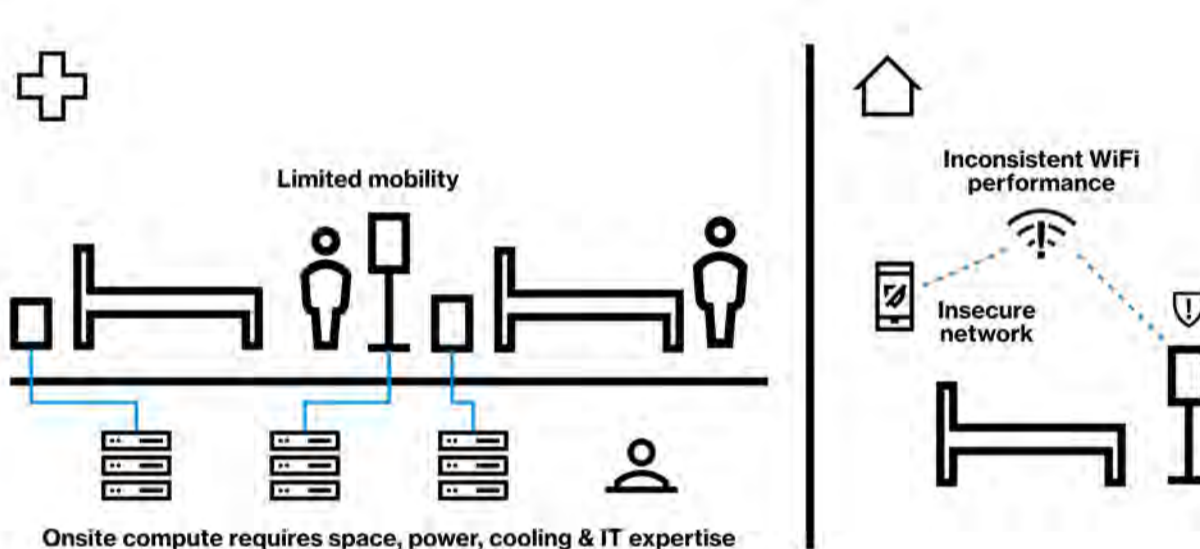 Limited mobility
Onsite compute requires space, power, cooling & IT expertise
Inconsistent WiFi
performance
Insecure
network